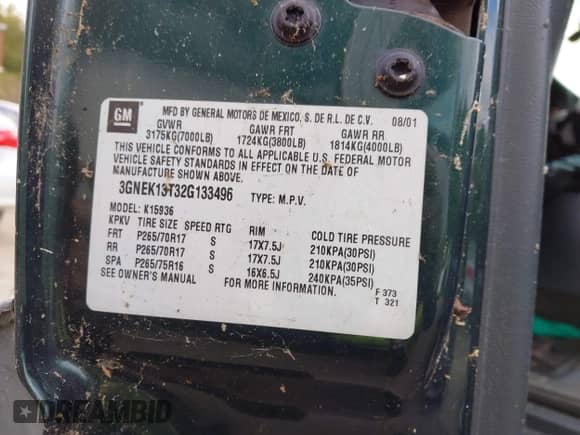 GM
MFD BY GENERAL MOTORS DE MEXICO, S. DE R.L. DE C.V. 08/01
GVWR GAWR FRT GAWR RR
3175KG(7000LB) 1724KG(3800LB) 1814KG(4000LB)
THIS VEHICLE CONFORMS TO ALL APPLICABLE U.S. FEDERAL MOTOR
VEHICLE SAFETY STANDARDS IN EFFECT ON THE DATE OF
MANUFACTURE SHOWN ABOVE.
3GNEK13T32G133496 TYPE: M.P.V.
MODEL: K15936
KPKV TIRE SIZE SPEED RTG RIM COLD TIRE PRESSURE
FRT P265/70R17 S 17X7.5J 210KPA(30PSI)
RR P265/70R17 S 17X7.5J 210KPA(30PSI)
SPA P265/75R16 S 16X6.5J 240KPA(35PSI)
SEE OWNER'S MANUAL FOR MORE INFORMATION.
F 373
T 321
DREAMBID